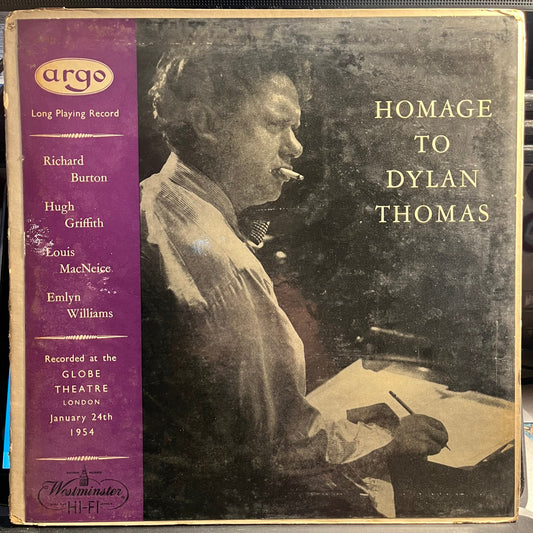 argo
Long Playing Record
Richard
Burton
Hugh
Griffith
Louis
MacNeice
Emlyn
Williams
Recorded at the
GLOBE
THEATRE
LONDON
January 24th
1954
Westminster
HI-FI
HOMAGE
TO
DYLAN
THOMAS